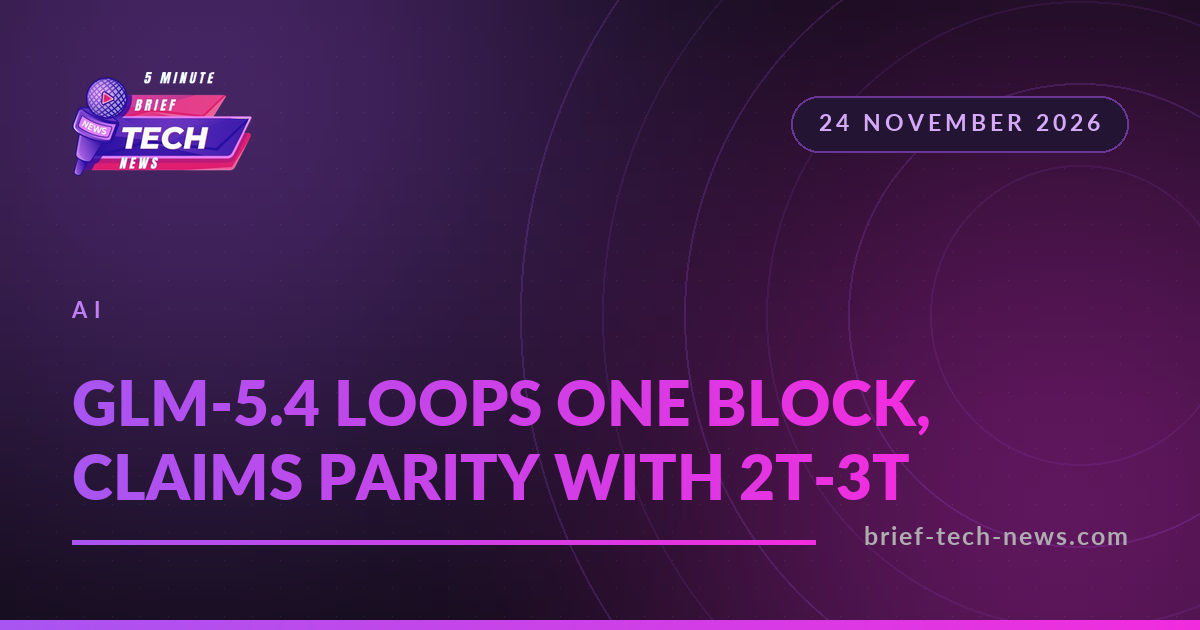 5 MINUTE
BRIEF
NEWS
TECH
NEWS
24 NOVEMBER 2026
AI
GLM-5.4 LOOPS ONE BLOCK,
CLAIMS PARITY WITH 2T-3T
brief-tech-news.com